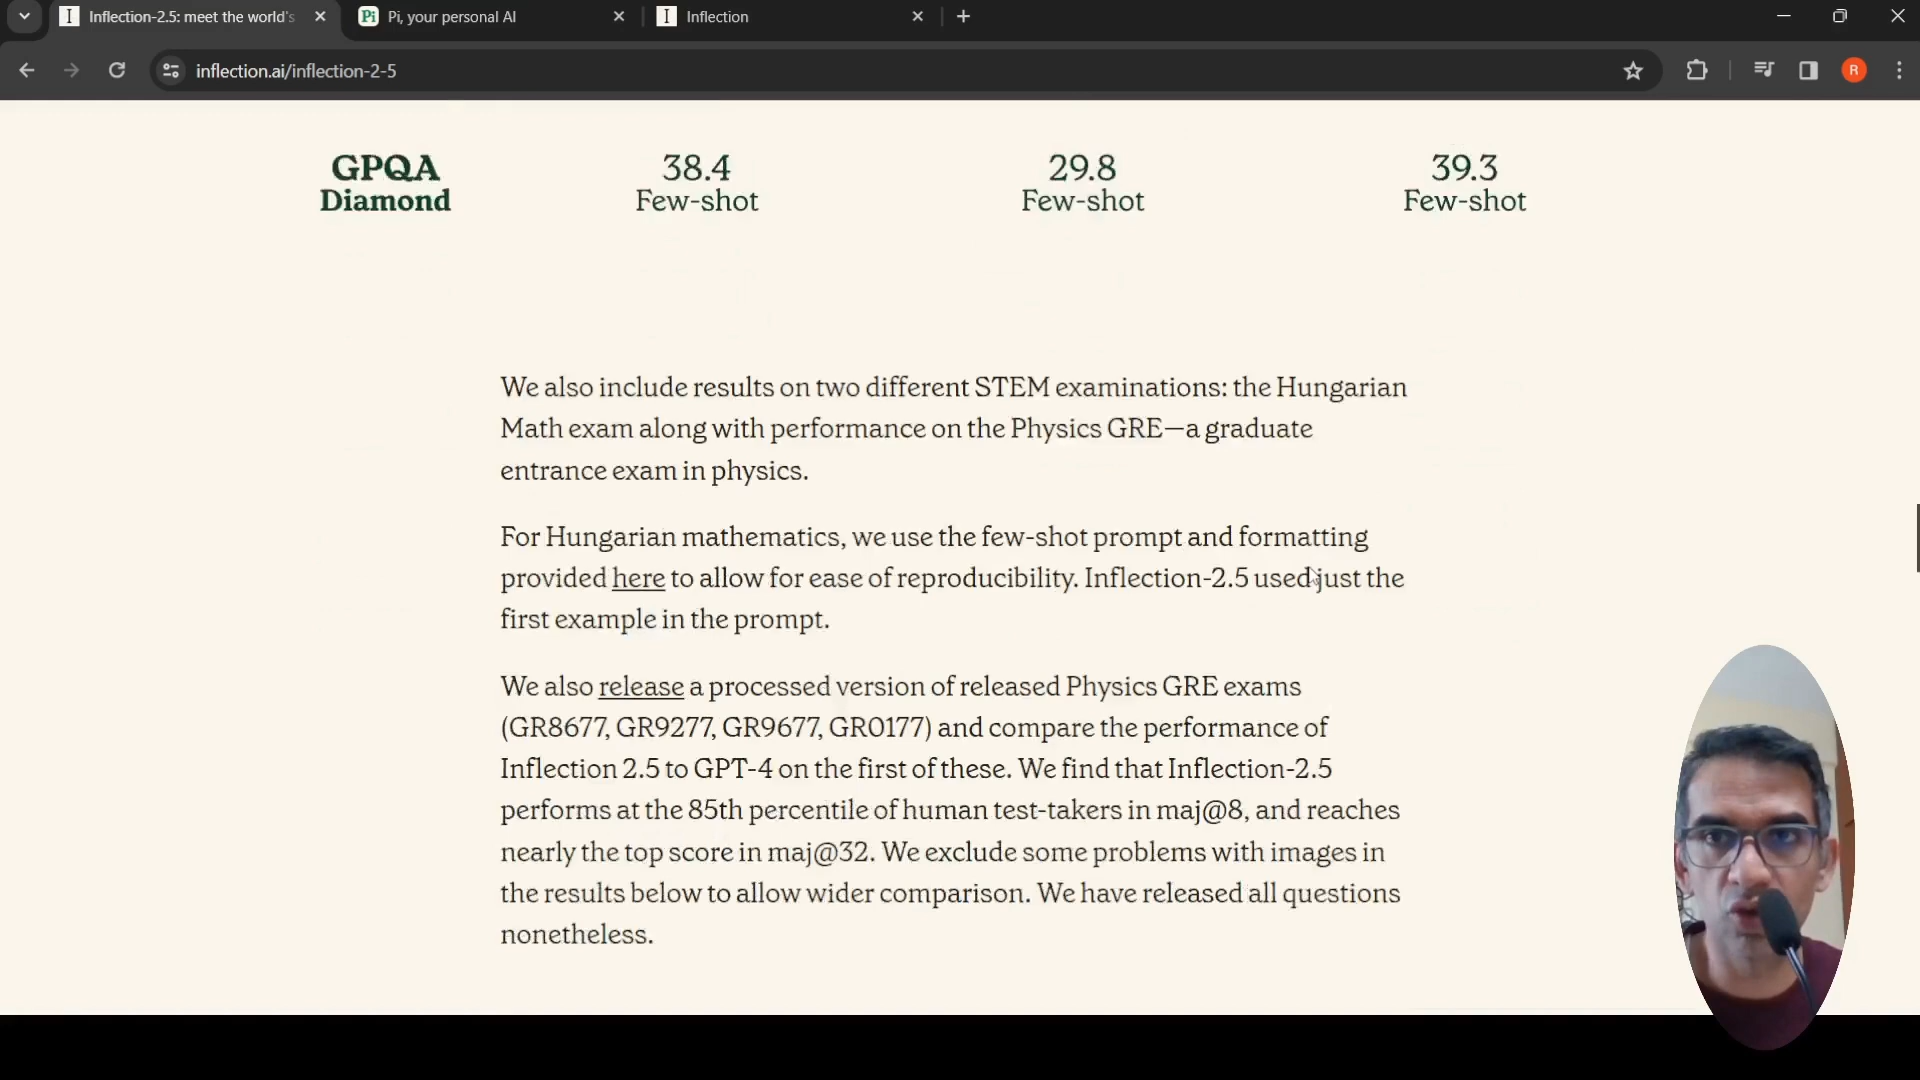 Inflection-2.5: meet the world's
Pi Pi, your personal AI
Inflection
inflection.ai/inflection-2-5
R
GPQA 38.4 29.8 39.3
Diamond Few-shot Few-shot Few-shot
We also include results on two different STEM examinations: the Hungarian
Math exam along with performance on the Physics GRE—a graduate
entrance exam in physics.
For Hungarian mathematics, we use the few-shot prompt and formatting
provided here to allow for ease of reproducibility. Inflection-2.5 used just the
first example in the prompt.
We also release a processed version of released Physics GRE exams
(GR8677, GR9277, GR9677, GR0177) and compare the performance of
Inflection 2.5 to GPT-4 on the first of these. We find that Inflection-2.5
performs at the 85th percentile of human test-takers in maj@8, and reaches
nearly the top score in maj@32. We exclude some problems with images in
the results below to allow wider comparison. We have released all questions
nonetheless.